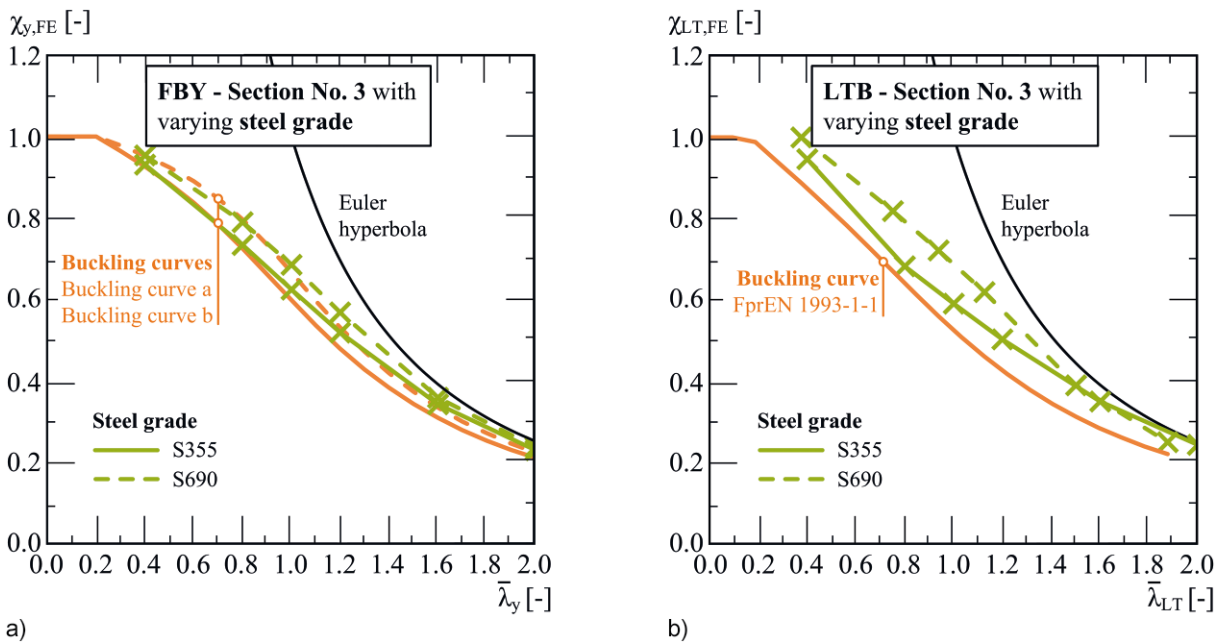 χy,FE [-]
1.2
1.0
0.8
0.6
0.4
0.2
0.0
FBY - Section No. 3 with
varying steel grade
Euler
hyperbola
Buckling curves
Buckling curve a
Buckling curve b
Steel grade
S355
S690
0.0 0.2 0.4 0.6 0.8 1.0 1.2 1.4 1.6 1.8 2.0
λ̅y [-]
a)
χLT,FE [-]
1.2
1.0
0.8
0.6
0.4
0.2
0.0
LTB - Section No. 3 with
varying steel grade
Euler
hyperbola
Buckling curve
FprEN 1993-1-1
Steel grade
S355
S690
0.0 0.2 0.4 0.6 0.8 1.0 1.2 1.4 1.6 1.8 2.0
λ̅LT [-]
b)